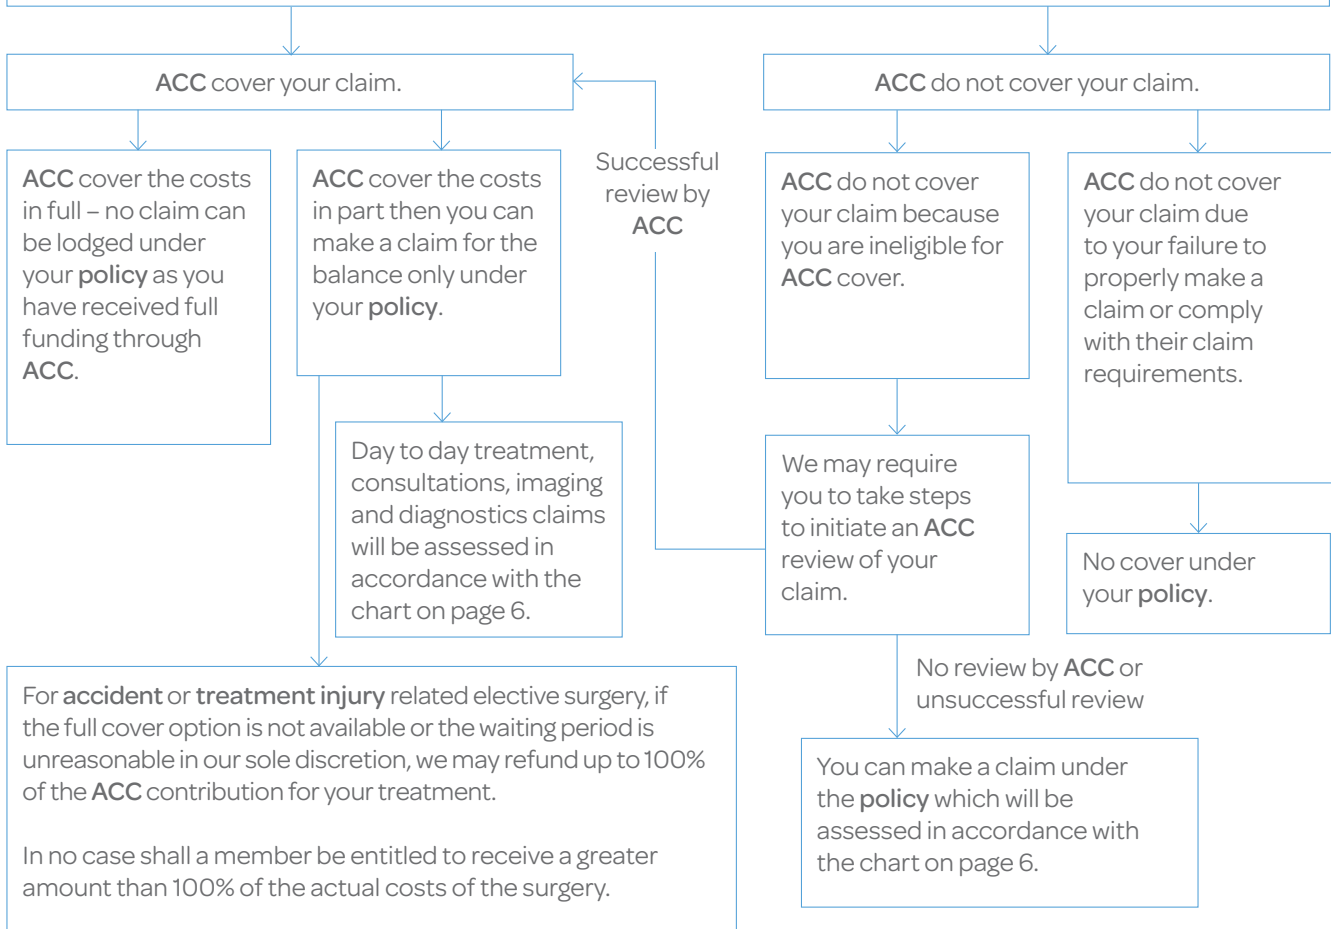 ACC cover your claim.
ACC do not cover your claim.
ACC cover the costs
in full – no claim can
be lodged under
your policy as you
have received full
funding through
ACC.
ACC cover the costs
in part then you can
make a claim for the
balance only under
your policy.
Successful
review by
ACC
ACC do not cover
your claim because
you are ineligible for
ACC cover.
ACC do not cover
your claim due
to your failure to
properly make a
claim or comply
with their claim
requirements.
Day to day treatment,
consultations, imaging
and diagnostics claims
will be assessed in
accordance with the
chart on page 6.
We may require
you to take steps
to initiate an ACC
review of your
claim.
No cover under
your policy.
For accident or treatment injury related elective surgery, if
the full cover option is not available or the waiting period is
unreasonable in our sole discretion, we may refund up to 100%
of the ACC contribution for your treatment.
In no case shall a member be entitled to receive a greater
amount than 100% of the actual costs of the surgery.
No review by ACC or
unsuccessful review
You can make a claim under
the policy which will be
assessed in accordance with
the chart on page 6.